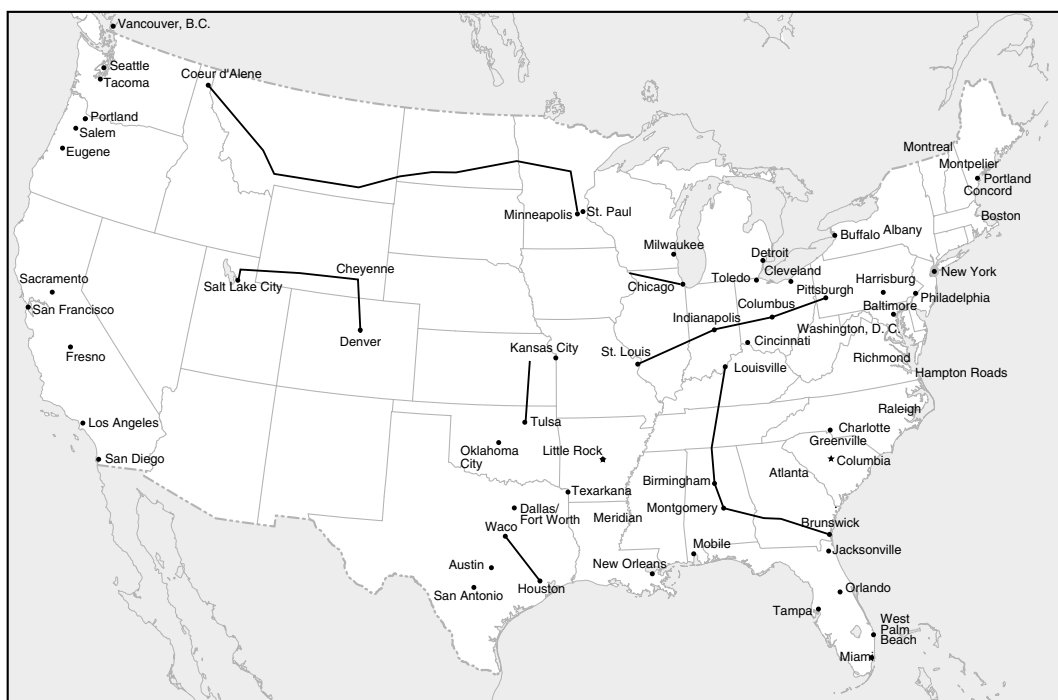 Vancouver, B.C.
Seattle
Tacoma
Coeur d'Alene
Portland
Salem
Eugene
Montreal
Montpelier
Portland
Concord
Minneapolis
St. Paul
Boston
Buffalo
Albany
Milwaukee
Detroit
Cheyenne
Cleveland
New York
Sacramento
Salt Lake City
Chicago
Toledo
Pittsburgh
Harrisburg
Philadelphia
San Francisco
Columbus
Baltimore
Indianapolis
Washington, D. C.
Fresno
Denver
Kansas City
St. Louis
Cincinnati
Richmond
Louisville
Hampton Roads
Los Angeles
Tulsa
Raleigh
Charlotte
Greenville
San Diego
Oklahoma
City
Little Rock
Columbia
Atlanta
Birmingham
Texarkana
Dallas/
Fort Worth
Meridian
Montgomery
Waco
Brunswick
Mobile
Jacksonville
Austin
New Orleans
San Antonio
Houston
Orlando
Tampa
West
Palm
Beach
Miami